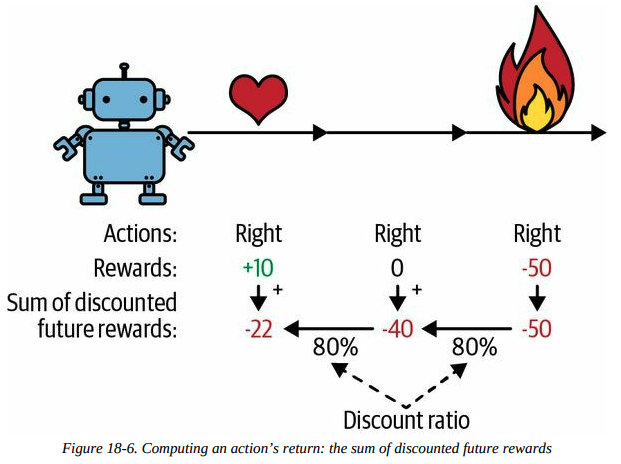 Actions: Right Right Right
Rewards: +10 0 -50
+ +
Sum of discounted
future rewards: -22 -40 -50
80% 80%
Discount ratio
Figure 18-6. Computing an action's return: the sum of discounted future rewards